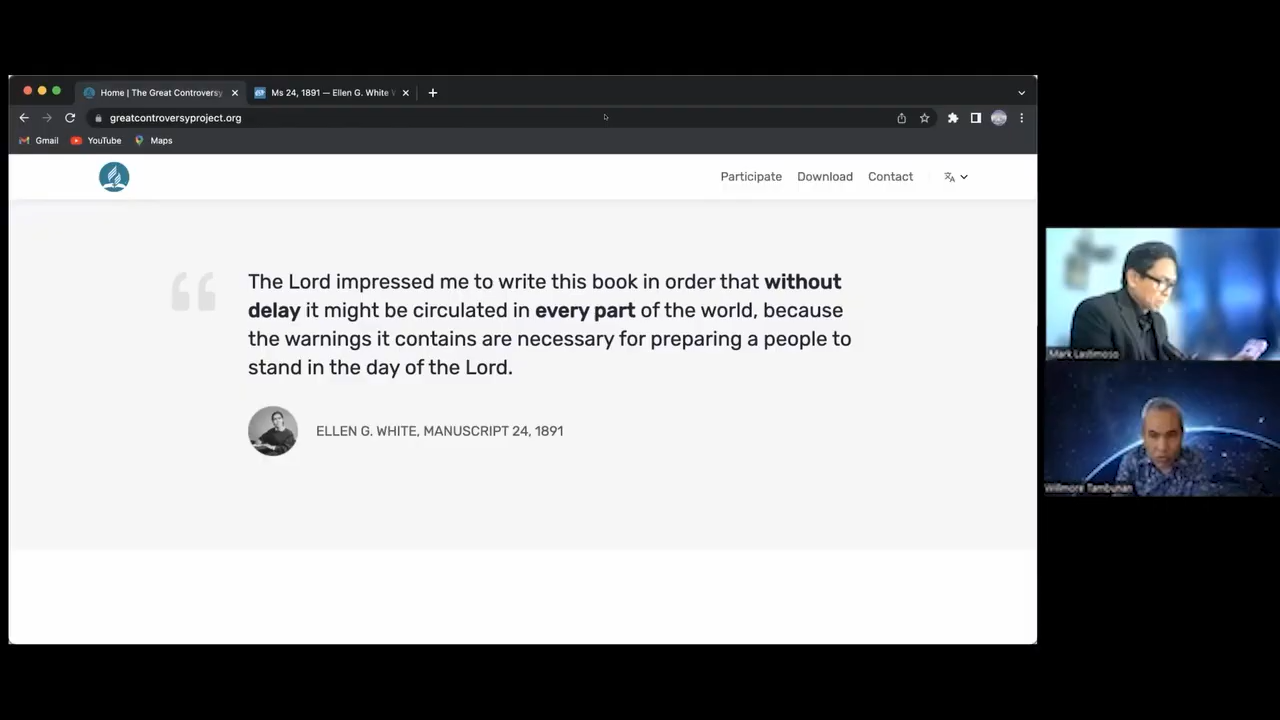 Home | The Great Controversy
Ms 24, 1891 — Ellen G. White
greatcontroversyproject.org
Gmail
YouTube
Maps
Participate
Download
Contact
The Lord impressed me to write this book in order that without
delay it might be circulated in every part of the world, because
the warnings it contains are necessary for preparing a people to
stand in the day of the Lord.
ELLEN G. WHITE, MANUSCRIPT 24, 1891
Mark Lastimoso
Willmore Tambunan